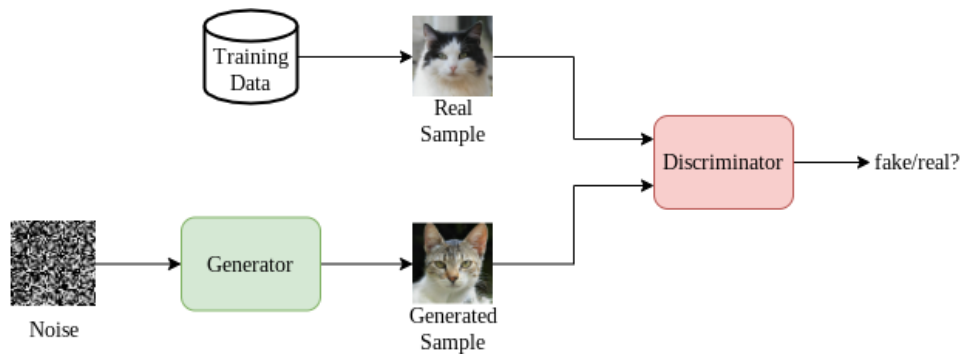 Training
Data
Real
Sample
Discriminator
fake/real?
Generator
Noise
Generated
Sample